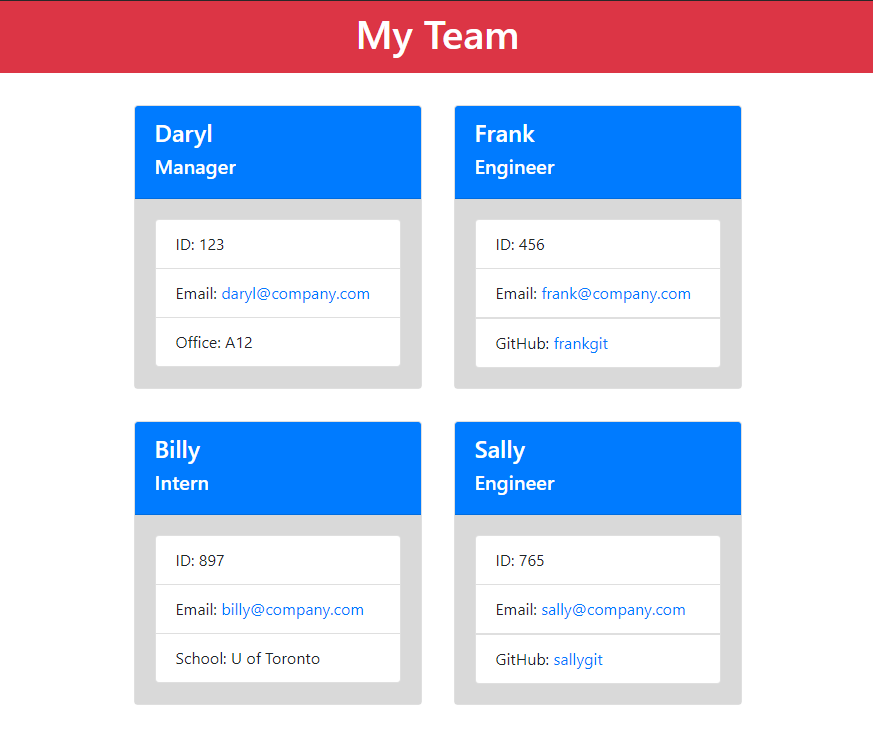 My Team
Daryl
Manager
ID: 123
Email: daryl@company.com
Office: A12
Frank
Engineer
ID: 456
Email: frank@company.com
GitHub: frankgit
Billy
Intern
ID: 897
Email: billy@company.com
School: U of Toronto
Sally
Engineer
ID: 765
Email: sally@company.com
GitHub: sallygit